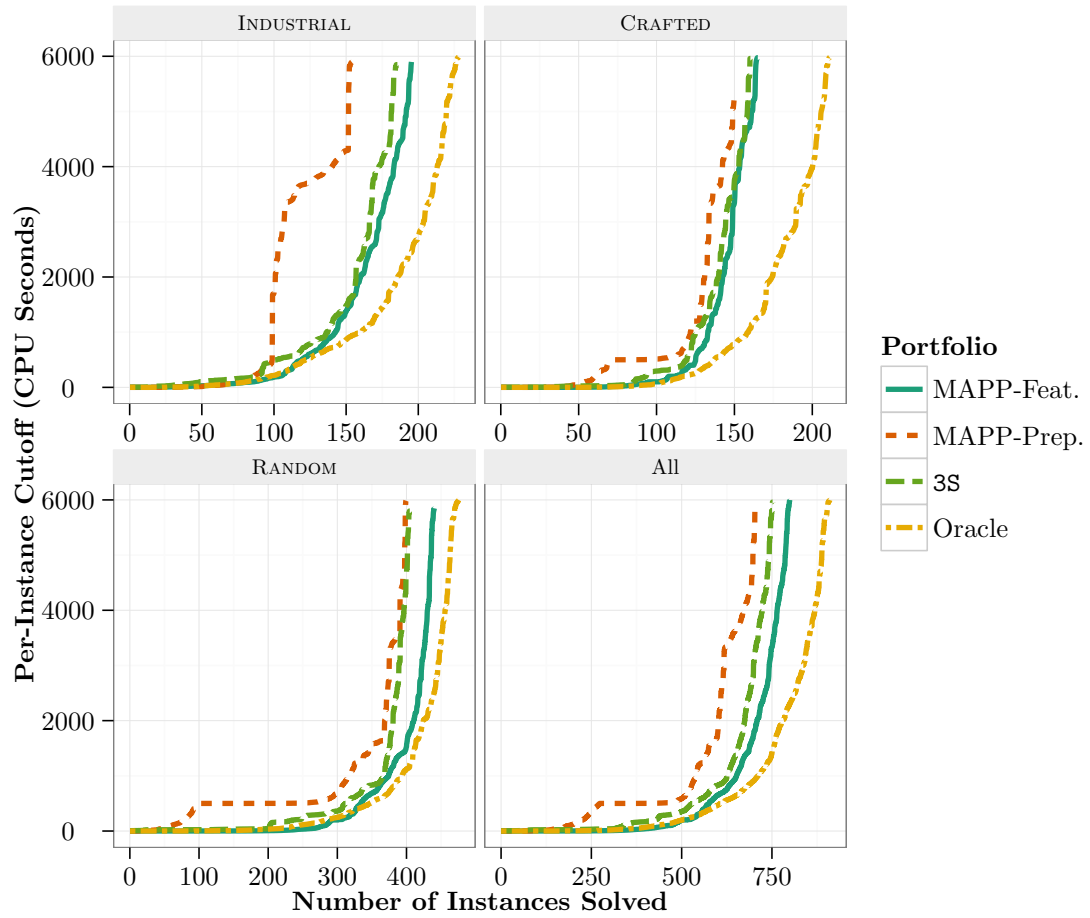 INDUSTRIAL
CRAFTED
6000
4000
2000
0
0 50 100 150 200
0 50 100 150 200
RANDOM
All
6000
4000
2000
0
0 100 200 300 400
0 250 500 750
Per-Instance Cutoff (CPU Seconds)
Number of Instances Solved
Portfolio
MAPP-Feat.
MAPP-Prep.
3S
Oracle